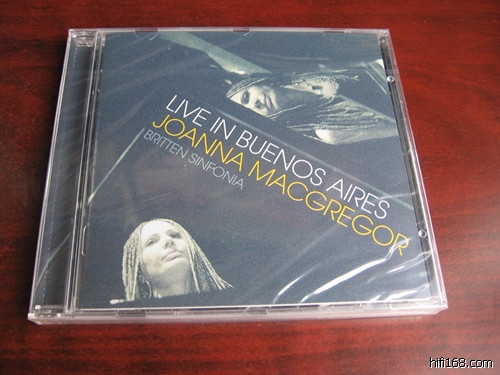 LIVE IN BUENOS AIRES
JOANNA MACGREGOR
BRITTEN SINFONIA
hifi168.com